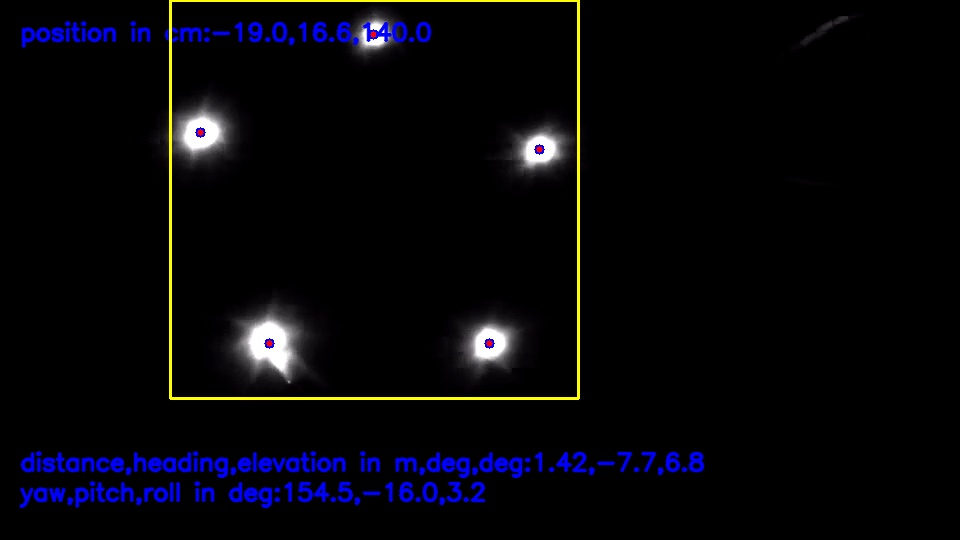 position in cm:-19.0,16.6,140.0
distance,heading,elevation in m,deg,deg:1.42,-7.7,6.8
yaw,pitch,roll in deg:154.5,-16.0,3.2